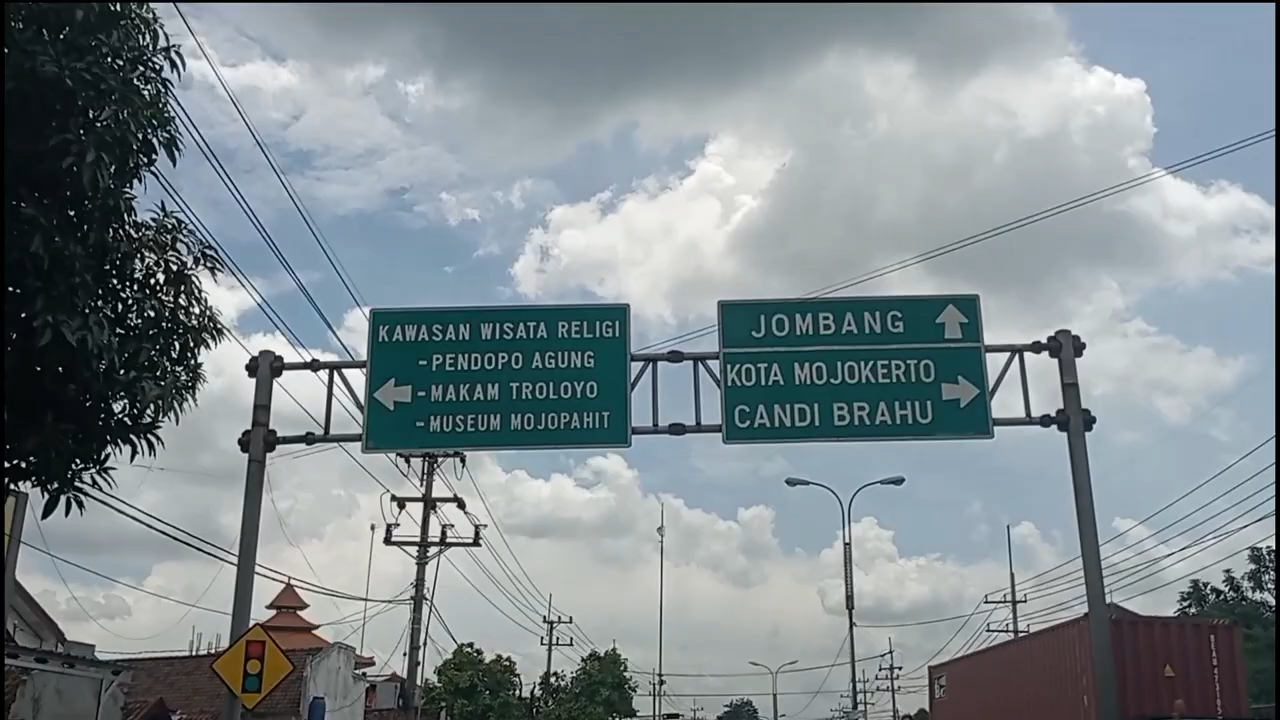 KAWASAN WISATA RELIGI
-PENDOPO AGUNG
-MAKAM TROLOYO
-MUSEUM MOJOPAHIT
JOMBANG
KOTA MOJOKERTO
CANDI BRAHU